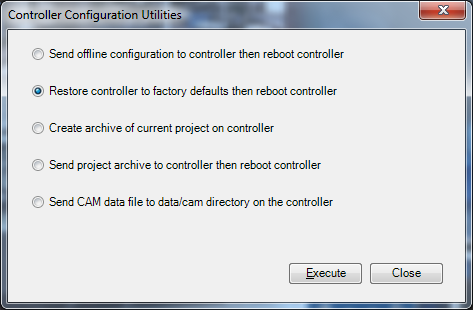 Controller Configuration Utilities
Send offline configuration to controller then reboot controller
Restore controller to factory defaults then reboot controller
Create archive of current project on controller
Send project archive to controller then reboot controller
Send CAM data file to data/cam directory on the controller
Execute Close